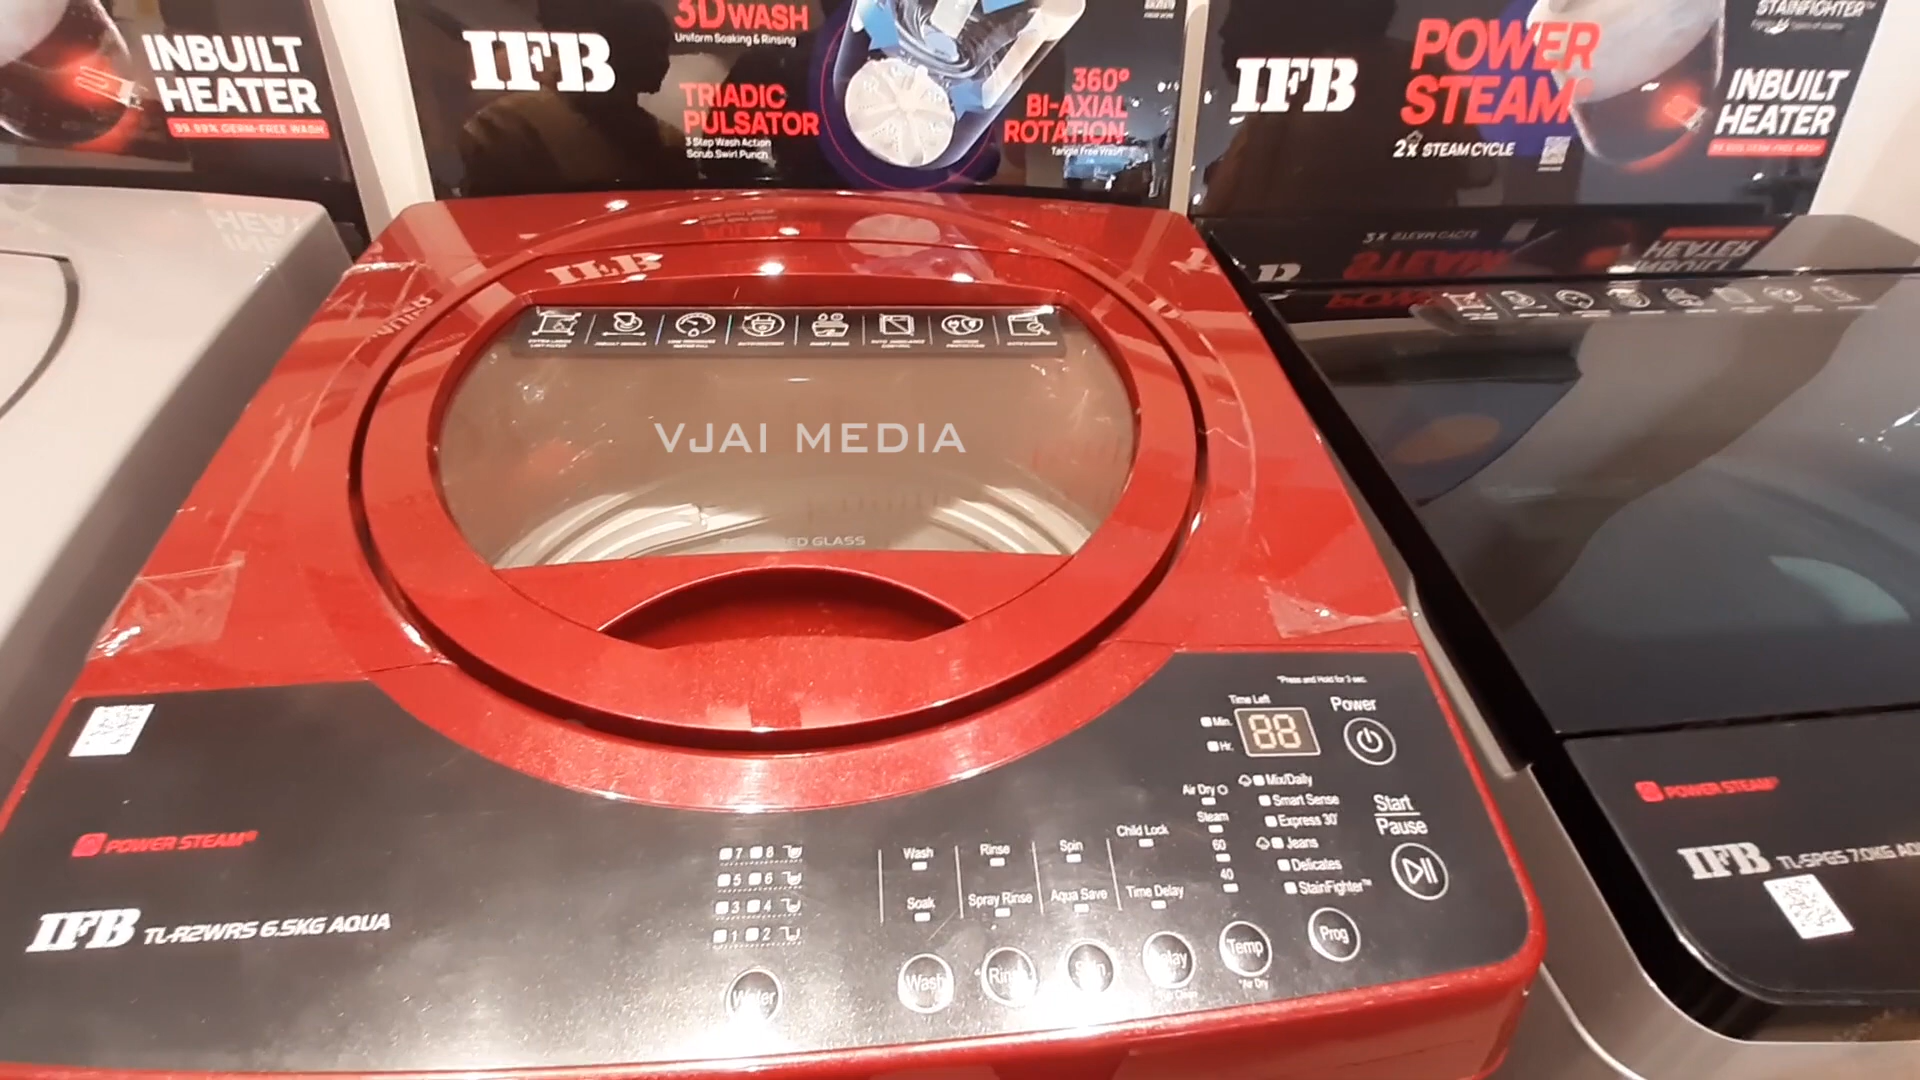 INBUILT
HEATER
99.99% GERM-FREE WASH
IFB
3D WASH
Uniform Soaking & Rinsing
TRIADIC
PULSATOR
3 Step Wash Action
Scrub.Swirl.Punch
360°
BI-AXIAL
ROTATION
Tangle Free Wash
IFB
POWER
STEAM®
2X STEAM CYCLE
STAINFIGHTER™
INBUILT
HEATER
IFB
VJAI MEDIA
GLASS
*Press and Hold for 3 sec.
Time Left
Min.
Hr.
88
Power
Air Dry
Steam
60
40
Mix/Daily
Smart Sense
Express 30'
Jeans
Delicates
StainFighter™
Start
Pause
Child Lock
Wash
Rinse
Spin
Soak
Spray Rinse
Aqua Save
Time Delay
7 8
5 6
3 4
1 2
Water
Wash
Temp
Prog
*Air Dry
POWER STEAM®
IFB TL-R2WRS 6.5KG AQUA
POWER STEAM®
IFB TL-SPGS 7.0KG